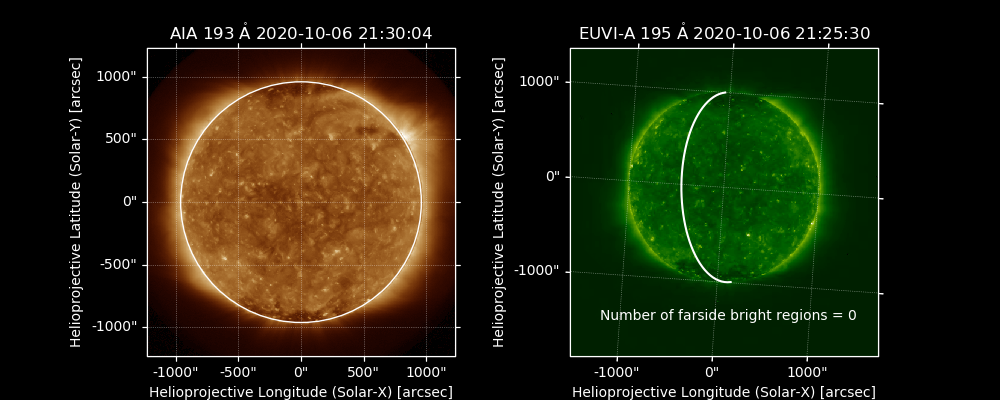 AIA 193 Å 2020-10-06 21:30:04
Helioprojective Latitude (Solar-Y) [arcsec]
1000"
500"
0"
-500"
-1000"
-1000"
-500"
0"
500"
1000"
Helioprojective Longitude (Solar-X) [arcsec]
EUVI-A 195 Å 2020-10-06 21:25:30
Helioprojective Latitude (Solar-Y) [arcsec]
1000"
0"
-1000"
Number of farside bright regions = 0
-1000"
0"
1000"
Helioprojective Longitude (Solar-X) [arcsec]